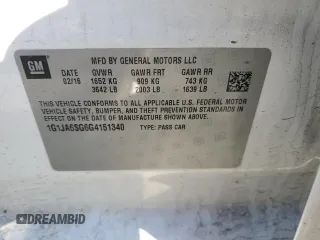 GM
MFD BY GENERAL MOTORS LLC
DATE GVWR GAWR FRT GAWR RR
02/16 1652 KG 909 KG 743 KG
3642 LB 2003 LB 1639 LB
THIS VEHICLE CONFORMS TO ALL APPLICABLE U.S. FEDERAL MOTOR
VEHICLE SAFETY, BUMPER, AND THEFT PREVENTION STANDARDS
IN EFFECT ON THE DATE OF MANUFACTURE SHOWN ABOVE.
1G1JA6SG6G4151340 TYPE: PASS CAR
DREAMBID